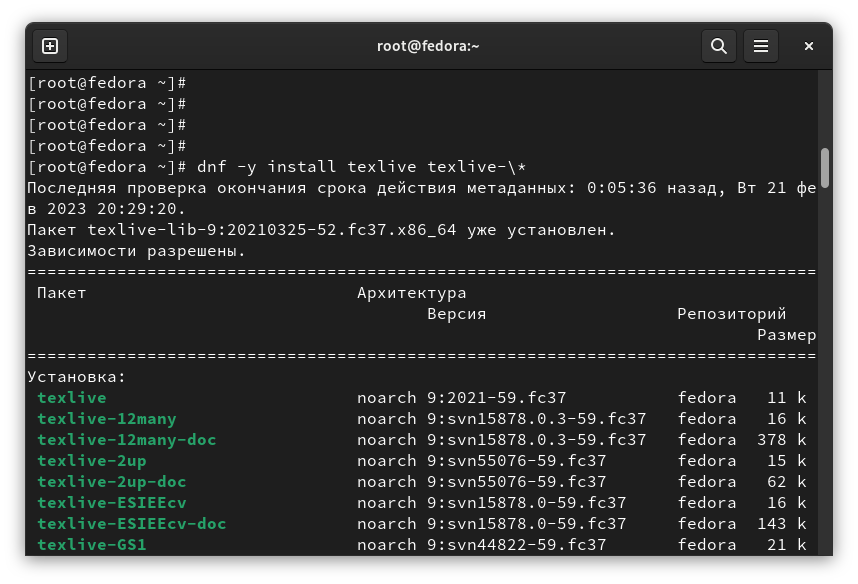 root@fedora:~
[root@fedora ~]#
[root@fedora ~]#
[root@fedora ~]#
[root@fedora ~]#
[root@fedora ~]# dnf -y install texlive texlive-\*
Последняя проверка окончания срока действия метаданных: 0:05:36 назад, Вт 21 фе
в 2023 20:29:20.
Пакет texlive-lib-9:20210325-52.fc37.x86_64 уже установлен.
Зависимости разрешены.
===============================================================================
Пакет Архитектура
Версия Репозиторий
Размер
===============================================================================
Установка:
texlive noarch 9:2021-59.fc37 fedora 11 k
texlive-12many noarch 9:svn15878.0.3-59.fc37 fedora 16 k
texlive-12many-doc noarch 9:svn15878.0.3-59.fc37 fedora 378 k
texlive-2up noarch 9:svn55076-59.fc37 fedora 15 k
texlive-2up-doc noarch 9:svn55076-59.fc37 fedora 62 k
texlive-ESIEEcv noarch 9:svn15878.0-59.fc37 fedora 16 k
texlive-ESIEEcv-doc noarch 9:svn15878.0-59.fc37 fedora 143 k
texlive-GS1 noarch 9:svn44822-59.fc37 fedora 21 k